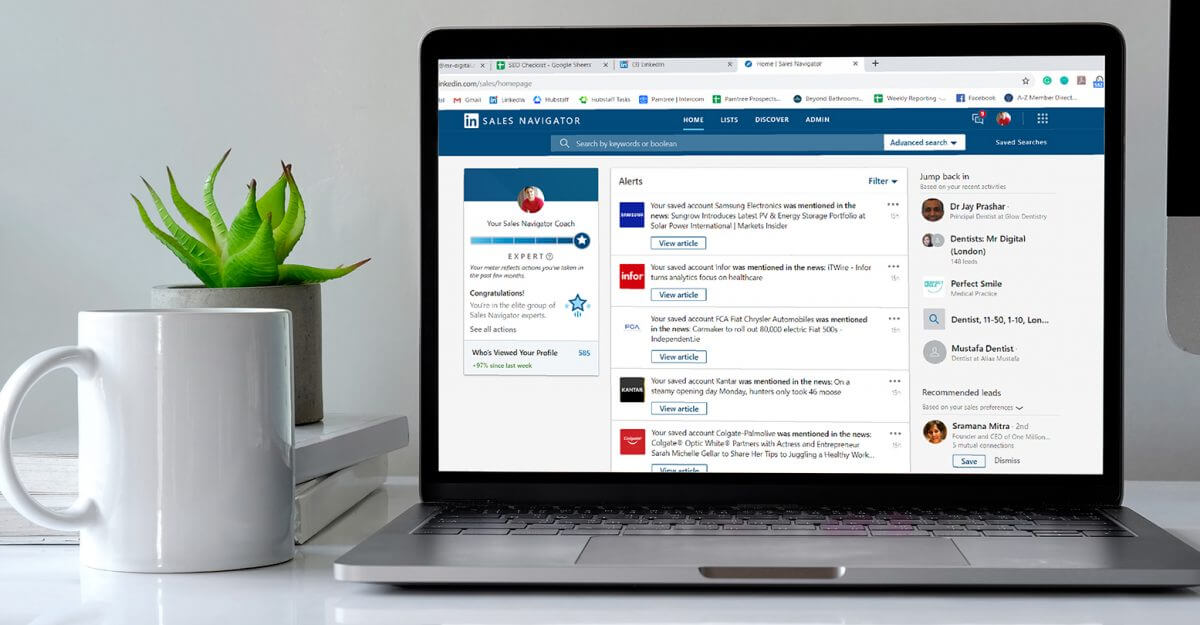 @mr-digital...
SEO Checklist - Google Sheets
(3) LinkedIn
Home | Sales Navigator
inkedin.com/sales/homepage
Gmail
LinkedIn
Hubstaff
Hubstaff Tasks
Pamtree | Intercom
Pamtree Prospects...
Beyond Bathrooms...
Weekly Reporting -...
Facebook
A-Z Member Direct...
in SALES NAVIGATOR
HOME
LISTS
DISCOVER
ADMIN
Search by keywords or boolean
Advanced search
Saved Searches
Your Sales Navigator Coach
EXPERT
Your meter reflects actions you've taken in
the past few months.
Congratulations!
You're in the elite group of
Sales Navigator experts.
See all actions
Who's Viewed Your Profile 585
+97% since last week
Alerts
Filter
SAMSUNG
Your saved account Samsung Electronics was mentioned in the
news: Sungrow Introduces Latest PV & Energy Storage Portfolio at
Solar Power International | Markets Insider
15h
View article
infor
Your saved account Infor was mentioned in the news: iTWire - Infor
turns analytics focus on healthcare
15h
View article
FCA
Your saved account FCA Fiat Chrysler Automobiles was mentioned
in the news: Carmaker to roll out 80,000 electric Fiat 500s -
Independent.ie
15h
View article
KANTAR
Your saved account Kantar was mentioned in the news: On a
steamy opening day Monday, hunters only took 46 moose
15h
View article
Colgate
Your saved account Colgate-Palmolive was mentioned in the news:
Colgate® Optic White® Partners with Actress and Entrepreneur
Sarah Michelle Gellar to Share Her Tips to Juggling a Healthy Work...
15h
View article
Jump back in
Based on your recent activities
Dr Jay Prashar ·
Principal Dentist at Glow Dentistry
Dentists: Mr Digital
(London)
148 leads
Perfect Smile
Medical Practice
Dentist, 11-50, 1-10, Lon...
Mustafa Dentist ·
Dentist at Aliaa Mustafa
Recommended leads
Based on your sales preferences
Sramana Mitra · 2nd
Founder and CEO of One Million...
5 mutual connections
Save
Dismiss